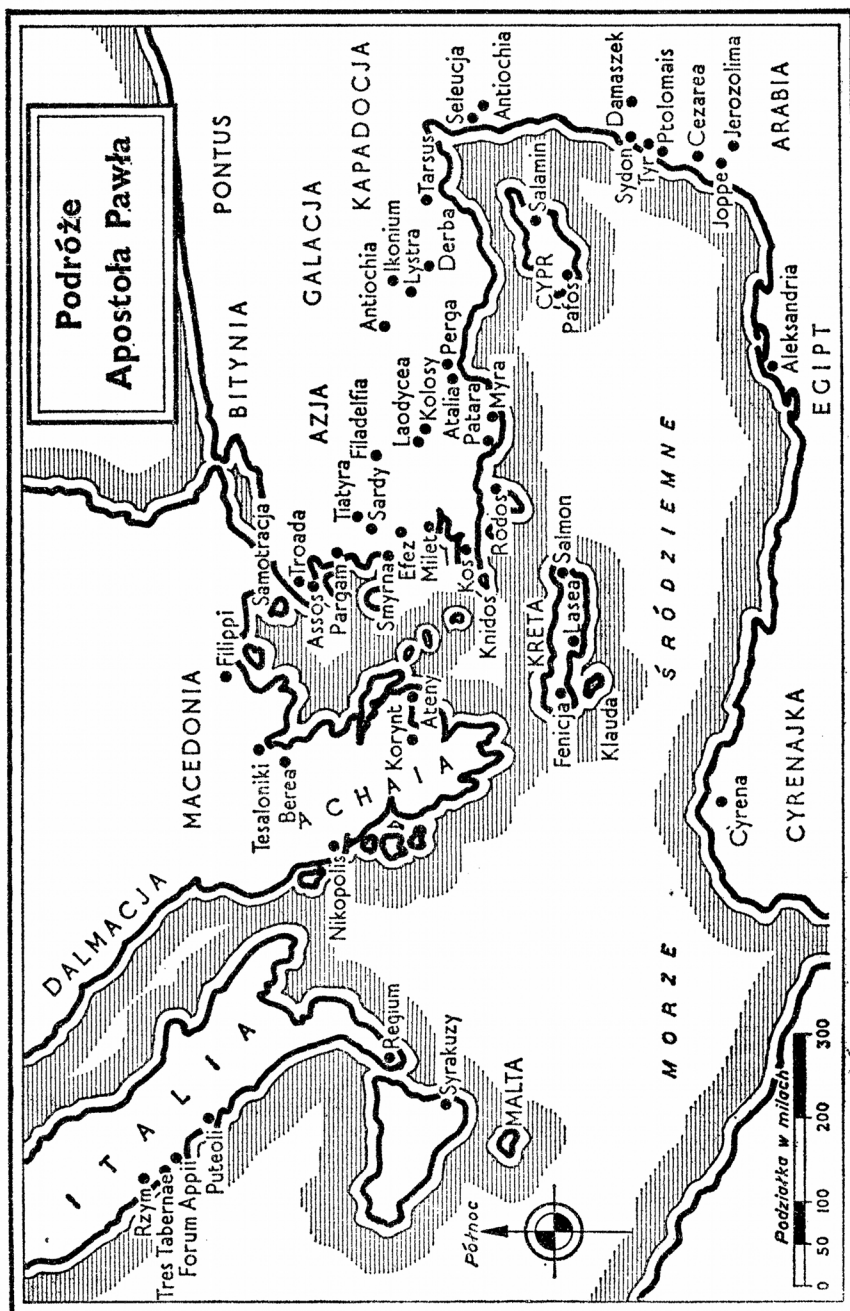 Podróże
Apostoła Pawła
DALMACJA
MACEDONIA
BITYNIA
PONTUS
ITALIA
ACHAIA
AZJA
GALACJA
KAPADOCJA
Rzym
Tres Tabernae
Forum Appii
Puteoli
Regium
Syrakuzy
MALTA
Nikopolis
Tesaloniki
Berea
Korynt
Ateny
Filippi
Samotracja
Troada
Assos
Pargam
Smyrna
Tiatyra
Sardy
Filadelfia
Efez
Milet
Laodycea
Kolosy
Kos
Knidos
Rodos
Patara
Myra
Atalia
Perga
Antiochia
Ikonium
Lystra
Derba
Tarsus
Seleucja
Antiochia
CYPR
Salamin
Pafos
KRETA
Fenicja
Lasea
Salmon
Klauda
Sydon
Damaszek
Tyr
Ptolomais
Cezarea
Joppe
Jerozolima
ARABIA
MORZE ŚRÓDZIEMNE
Cyrena
CYRENAJKA
Aleksandria
EGIPT
Północ
Podziałka w milach
0 50 100 200 300